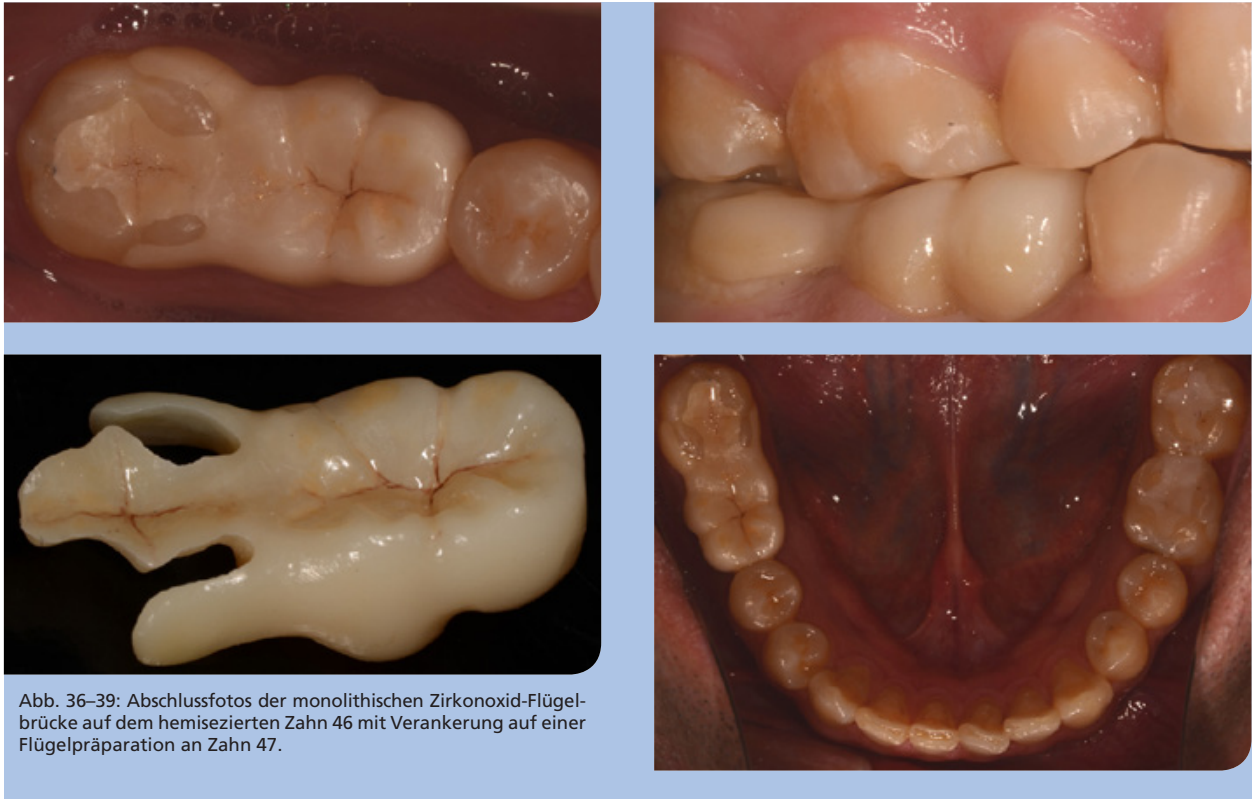 Abb. 36–39: Abschlussfotos der monolithischen Zirkonoxid-Flügel-
brücke auf dem hemisezierten Zahn 46 mit Verankerung auf einer
Flügelpräparation an Zahn 47.